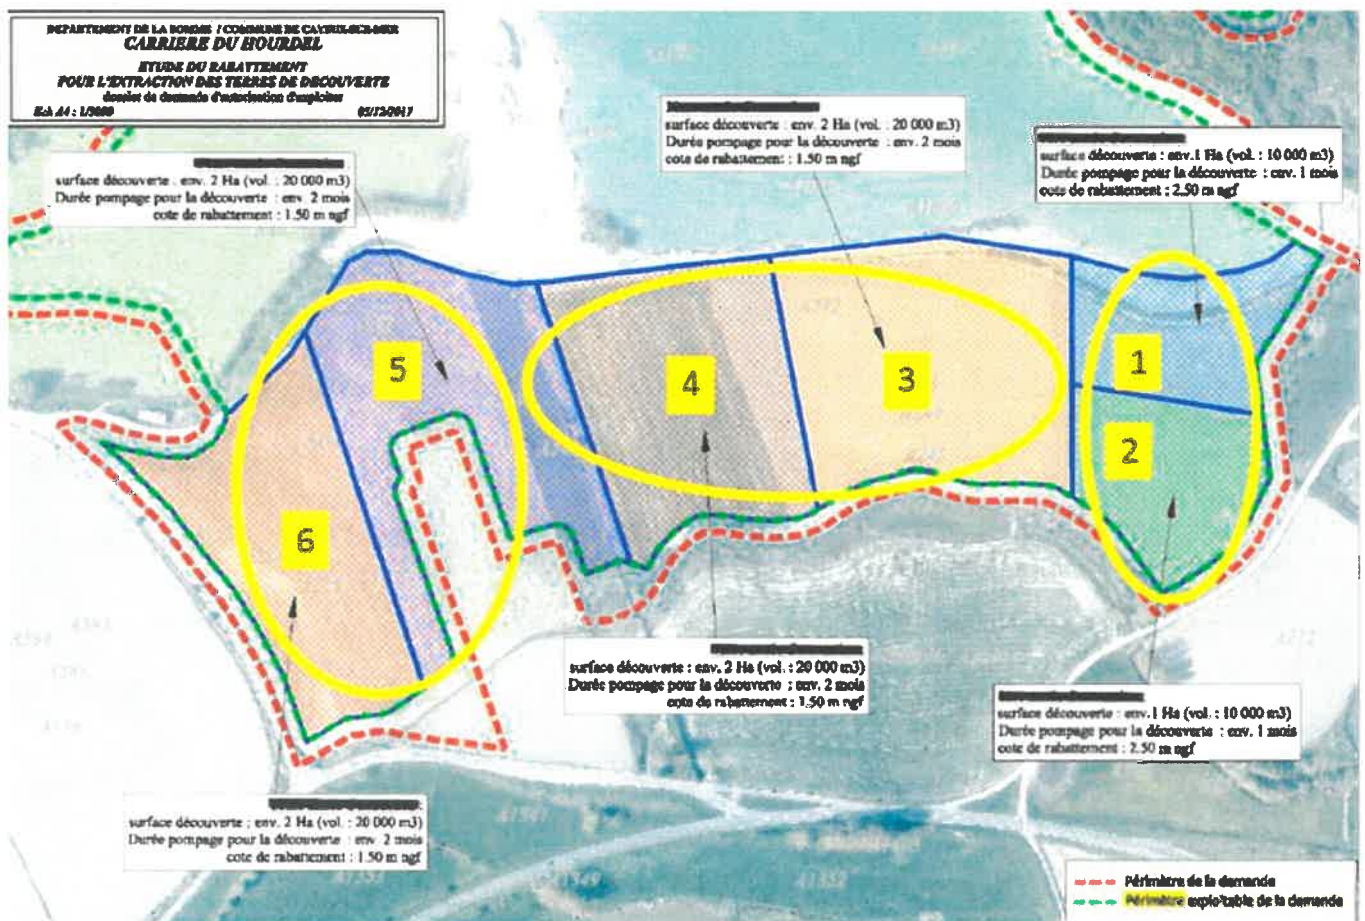 DEPARTEMENT DE LA SOMME / COMMUNE DE CAYEUX-SUR-MER
CARRIERE DU HOURDEL
ETUDE DU RABATTEMENT
POUR L'EXTRACTION DES TERRES DE DECOUVERTE
dossier de demande d'autorisation d'exploiter
Ech A4 : 1/5000 05/12/2017
surface découverte : env. 2 Ha (vol. : 20 000 m3)
Durée pompage pour la découverte : env. 2 mois
cote de rabattement : 1.50 m ngf
surface découverte : env. 2 Ha (vol. : 20 000 m3)
Durée pompage pour la découverte : env. 2 mois
cote de rabattement : 1.50 m ngf
surface découverte : env.1 Ha (vol. : 10 000 m3)
Durée pompage pour la découverte : env. 1 mois
cote de rabattement : 2.50 m ngf
5
4
3
1
2
6
surface découverte : env. 2 Ha (vol. : 20 000 m3)
Durée pompage pour la découverte : env. 2 mois
cote de rabattement : 1.50 m ngf
surface découverte : env.1 Ha (vol. : 10 000 m3)
Durée pompage pour la découverte : env. 1 mois
cote de rabattement : 2.50 m ngf
surface découverte : env. 2 Ha (vol. : 20 000 m3)
Durée pompage pour la découverte : env. 2 mois
cote de rabattement : 1.50 m ngf
Périmètre de la demande
Périmètre exploitable de la demande